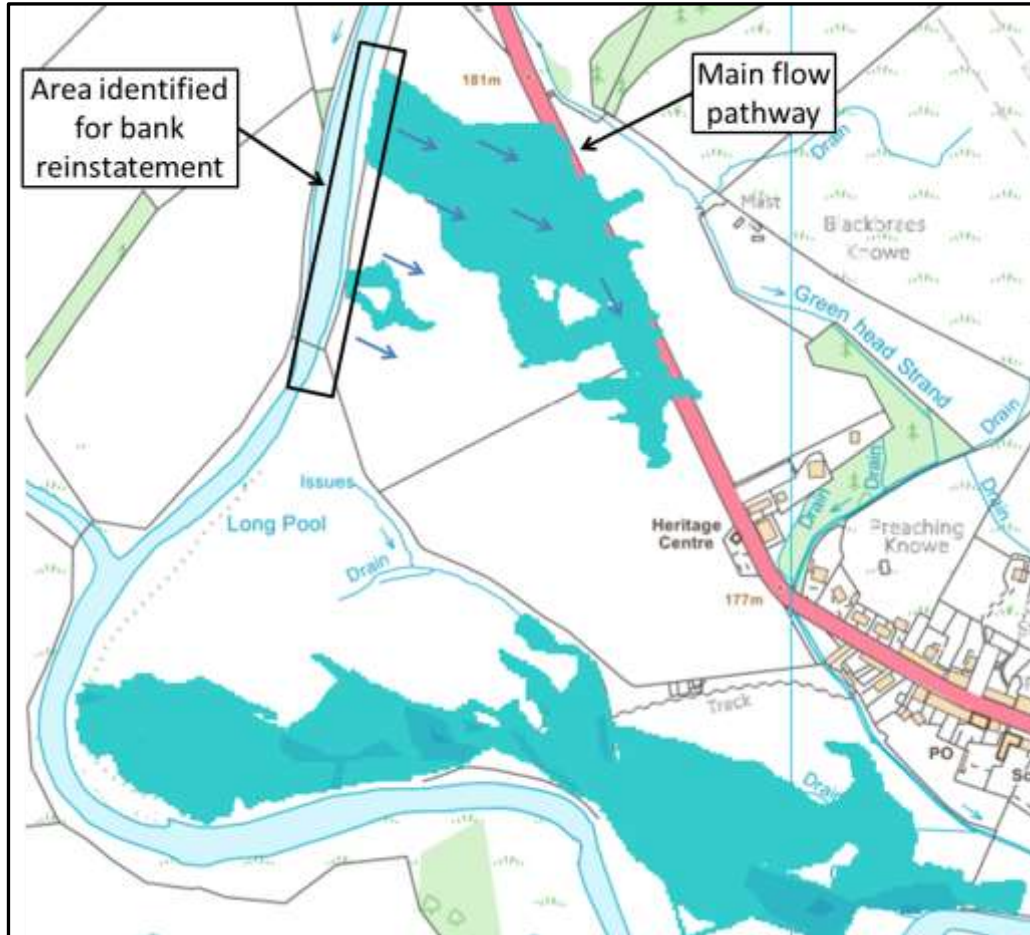 Area identified
for bank
reinstatement
181m
Main flow
pathway
Drain
Mast
Blackbraes
Knowe
Green head Strand
Drain
Drain
Drain
Drain
Issues
Long Pool
Drain
Heritage
Centre
Preaching
Knowe
177m
Track
PO
Drain